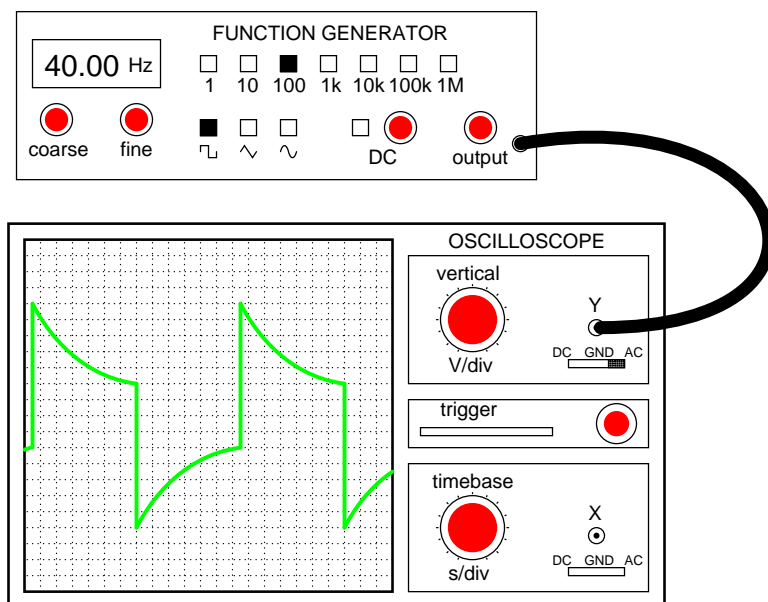 FUNCTION GENERATOR
40.00 Hz
1 10 100 1k 10k 100k 1M
coarse fine DC output
OSCILLOSCOPE
vertical
Y
DC GND AC
V/div
trigger
timebase
X
DC GND AC
s/div